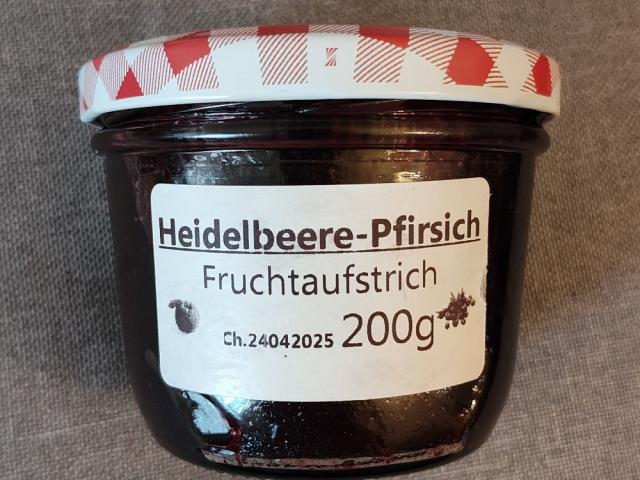 Heidelbeere-Pfirsich
Fruchtaufstrich
Ch.24042025 200g